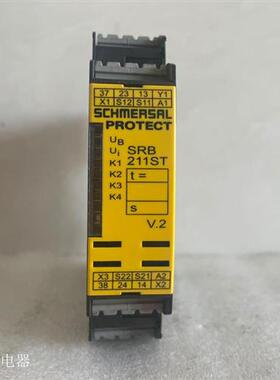 37 23 13 Y1
X1 S12 S11 A1
SCHMERSAL
PROTECT
UB
Ui
K1
K2
K3
K4
SRB
211ST
t =
s
V.2
X3 S22 S21 A2
38 24 14 X2
电器